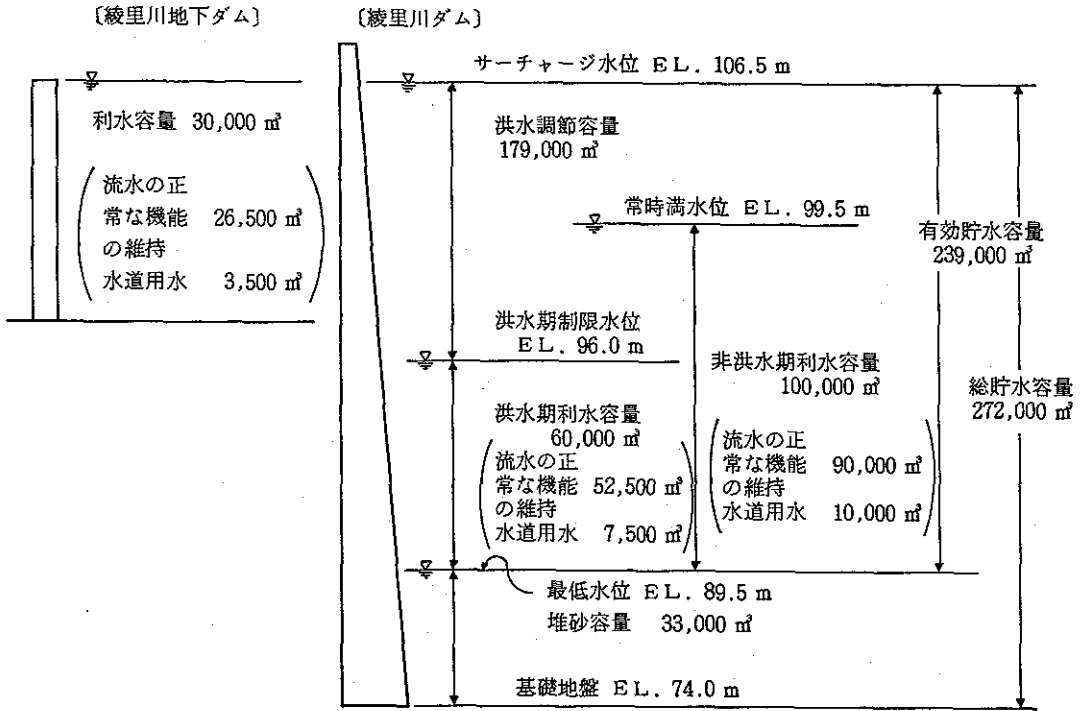 〔綾里川地下ダム〕
〔綾里川ダム〕
サーチャージ水位 EL. 106.5 m
利水容量 30,000 ㎥
流水の正
常な機能 26,500 ㎥
の維持
水道用水 3,500 ㎥
洪水調節容量
179,000 ㎥
常時満水位 EL. 99.5 m
有効貯水容量
239,000 ㎥
洪水期制限水位
EL. 96.0 m
非洪水期利水容量
100,000 ㎥
総貯水容量
272,000 ㎥
洪水期利水容量
60,000 ㎥
流水の正
常な機能 52,500 ㎥
の維持
水道用水 7,500 ㎥
流水の正
常な機能 90,000 ㎥
の維持
水道用水 10,000 ㎥
最低水位 EL. 89.5 m
堆砂容量 33,000 ㎥
基礎地盤 EL. 74.0 m